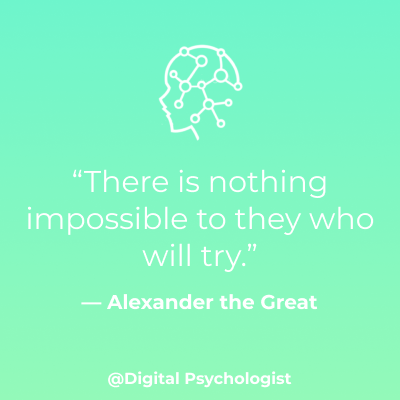 “There is nothing
impossible to they who
will try.”
— Alexander the Great
@Digital Psychologist